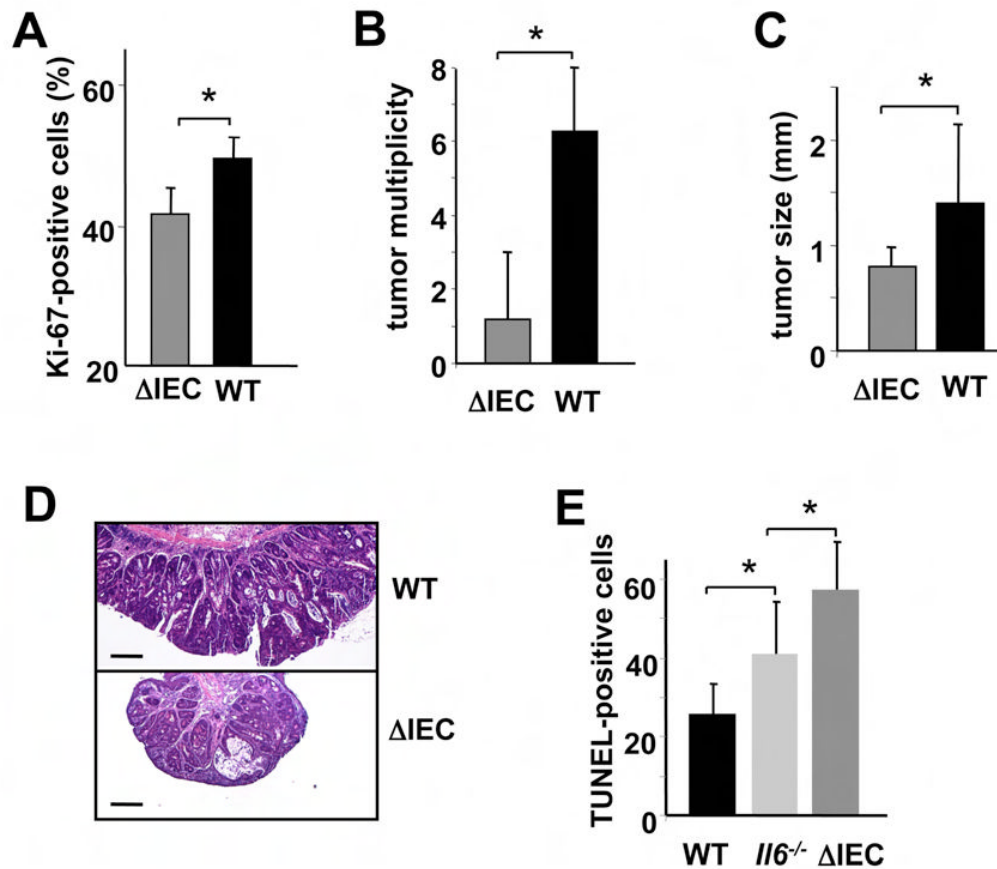 A
Ki-67-positive cells (%)
60
40
20
*
ΔIEC WT
B
tumor multiplicity
8
6
4
2
0
*
ΔIEC WT
C
tumor size (mm)
2
1
0
*
ΔIEC WT
D
WT
ΔIEC
E
TUNEL-positive cells
60
40
20
0
*
*
WT Il6-/- ΔIEC